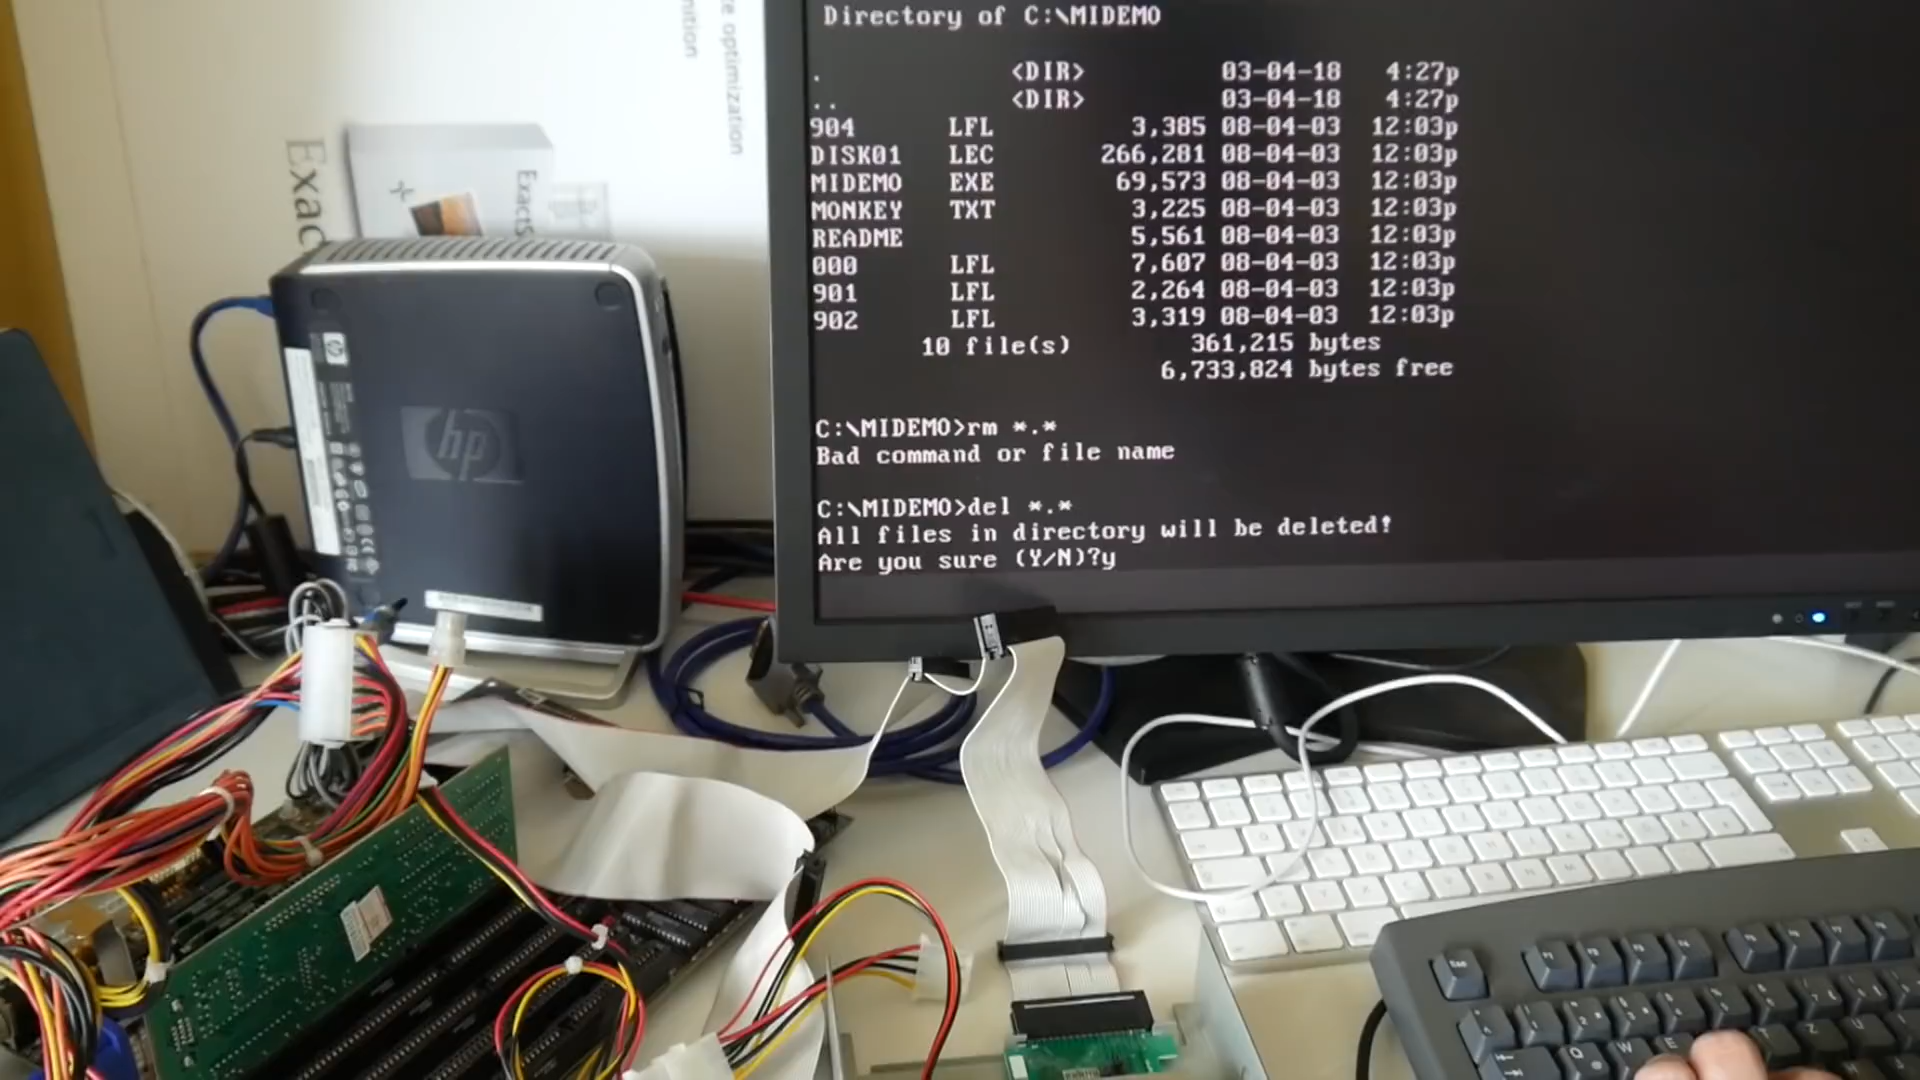 Directory of C:\MIDEMO
. <DIR> 03-04-18 4:27p
.. <DIR> 03-04-18 4:27p
904 LFL 3,385 08-04-03 12:03p
DISK01 LEC 266,281 08-04-03 12:03p
MIDEMO EXE 69,573 08-04-03 12:03p
MONKEY TXT 3,225 08-04-03 12:03p
README 5,561 08-04-03 12:03p
000 LFL 7,607 08-04-03 12:03p
901 LFL 2,264 08-04-03 12:03p
902 LFL 3,319 08-04-03 12:03p
10 file(s) 361,215 bytes
6,733,824 bytes free
C:\MIDEMO>rm *.*
Bad command or file name
C:\MIDEMO>del *.*
All files in directory will be deleted!
Are you sure (Y/N)?y
optimization
Exac
Exacts
hp
Esc
Q W E